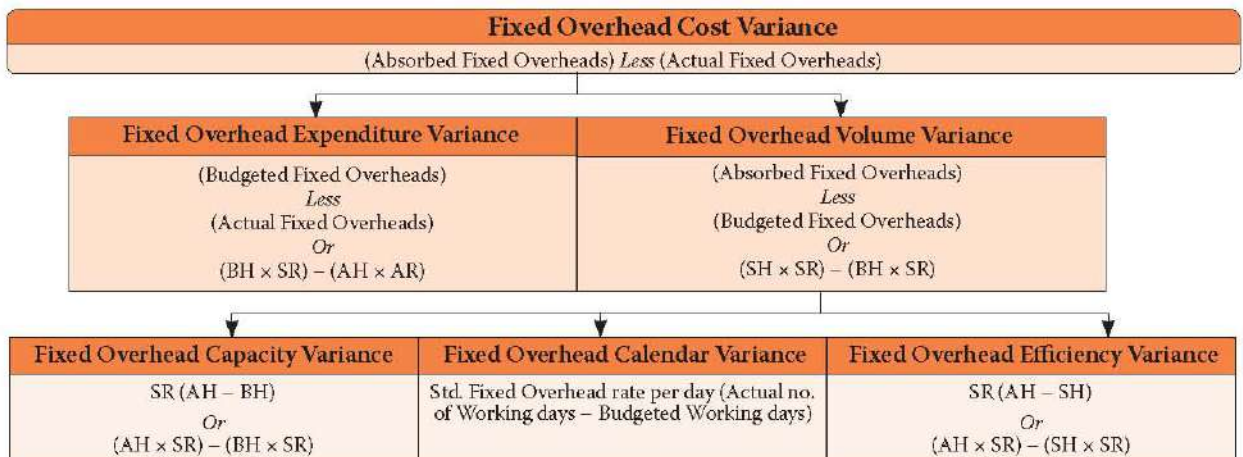 Fixed Overhead Cost Variance
(Absorbed Fixed Overheads) Less (Actual Fixed Overheads)
Fixed Overhead Expenditure Variance
(Budgeted Fixed Overheads)
Less
(Actual Fixed Overheads)
Or
(BH × SR) – (AH × AR)
Fixed Overhead Volume Variance
(Absorbed Fixed Overheads)
Less
(Budgeted Fixed Overheads)
Or
(SH × SR) – (BH × SR)
Fixed Overhead Capacity Variance
SR (AH – BH)
Or
(AH × SR) – (BH × SR)
Fixed Overhead Calendar Variance
Std. Fixed Overhead rate per day (Actual no.
of Working days – Budgeted Working days)
Fixed Overhead Efficiency Variance
SR (AH – SH)
Or
(AH × SR) – (SH × SR)